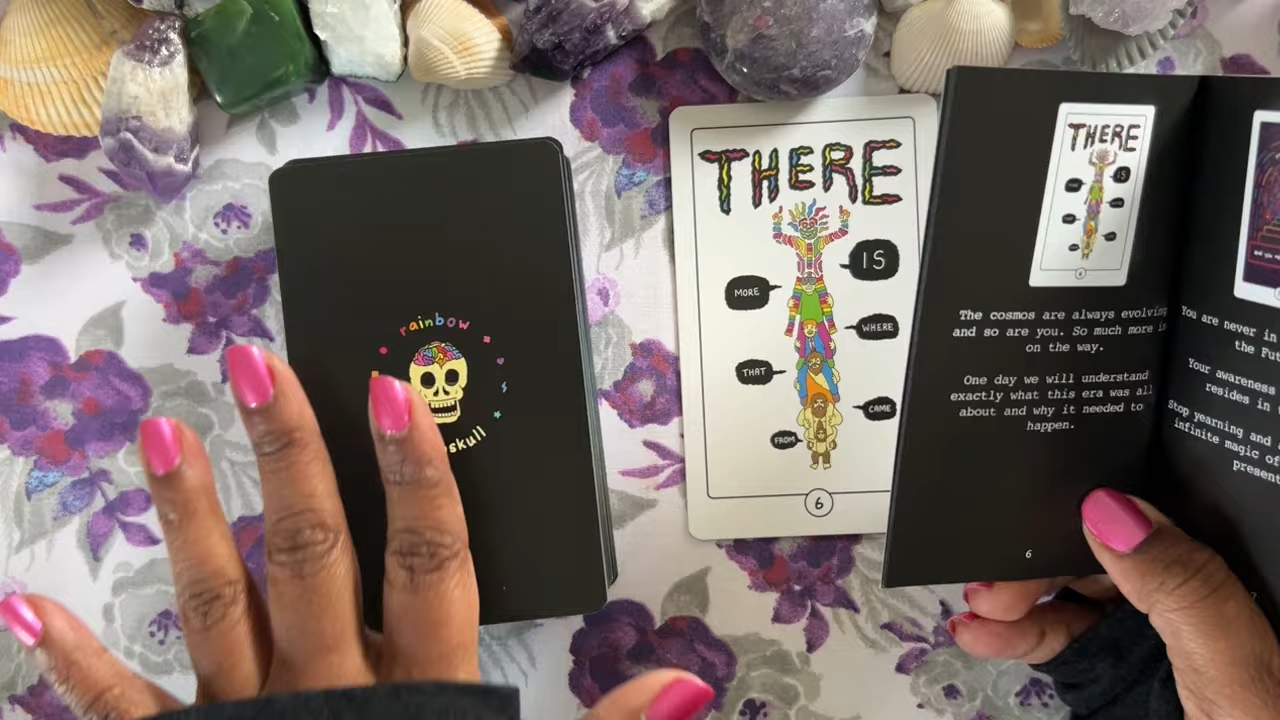 rainbow
skull
THERE
IS
MORE
WHERE
THAT
CAME
FROM
6
THERE
IS
The cosmos are always evolving
and so are you. So much more is
on the way.
One day we will understand
exactly what this era was all
about and why it needed to
happen.
6
You are never in
the Fut
Your awareness
resides in
Stop yearning and
infinite magic of
present